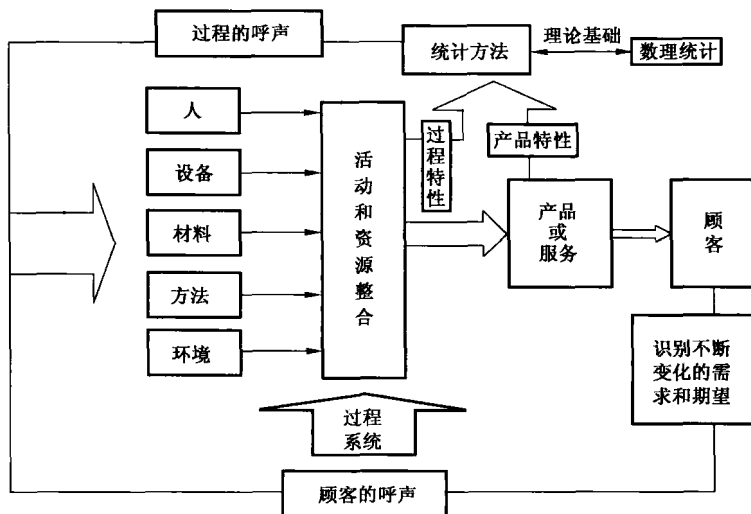 过程的呼声
统计方法
理论基础
数理统计
人
设备
材料
方法
环境
活动和资源整合
过程特性
产品特性
产品
或
服务
顾客
识别不断
变化的需
求和期望
过程
系统
顾客的呼声